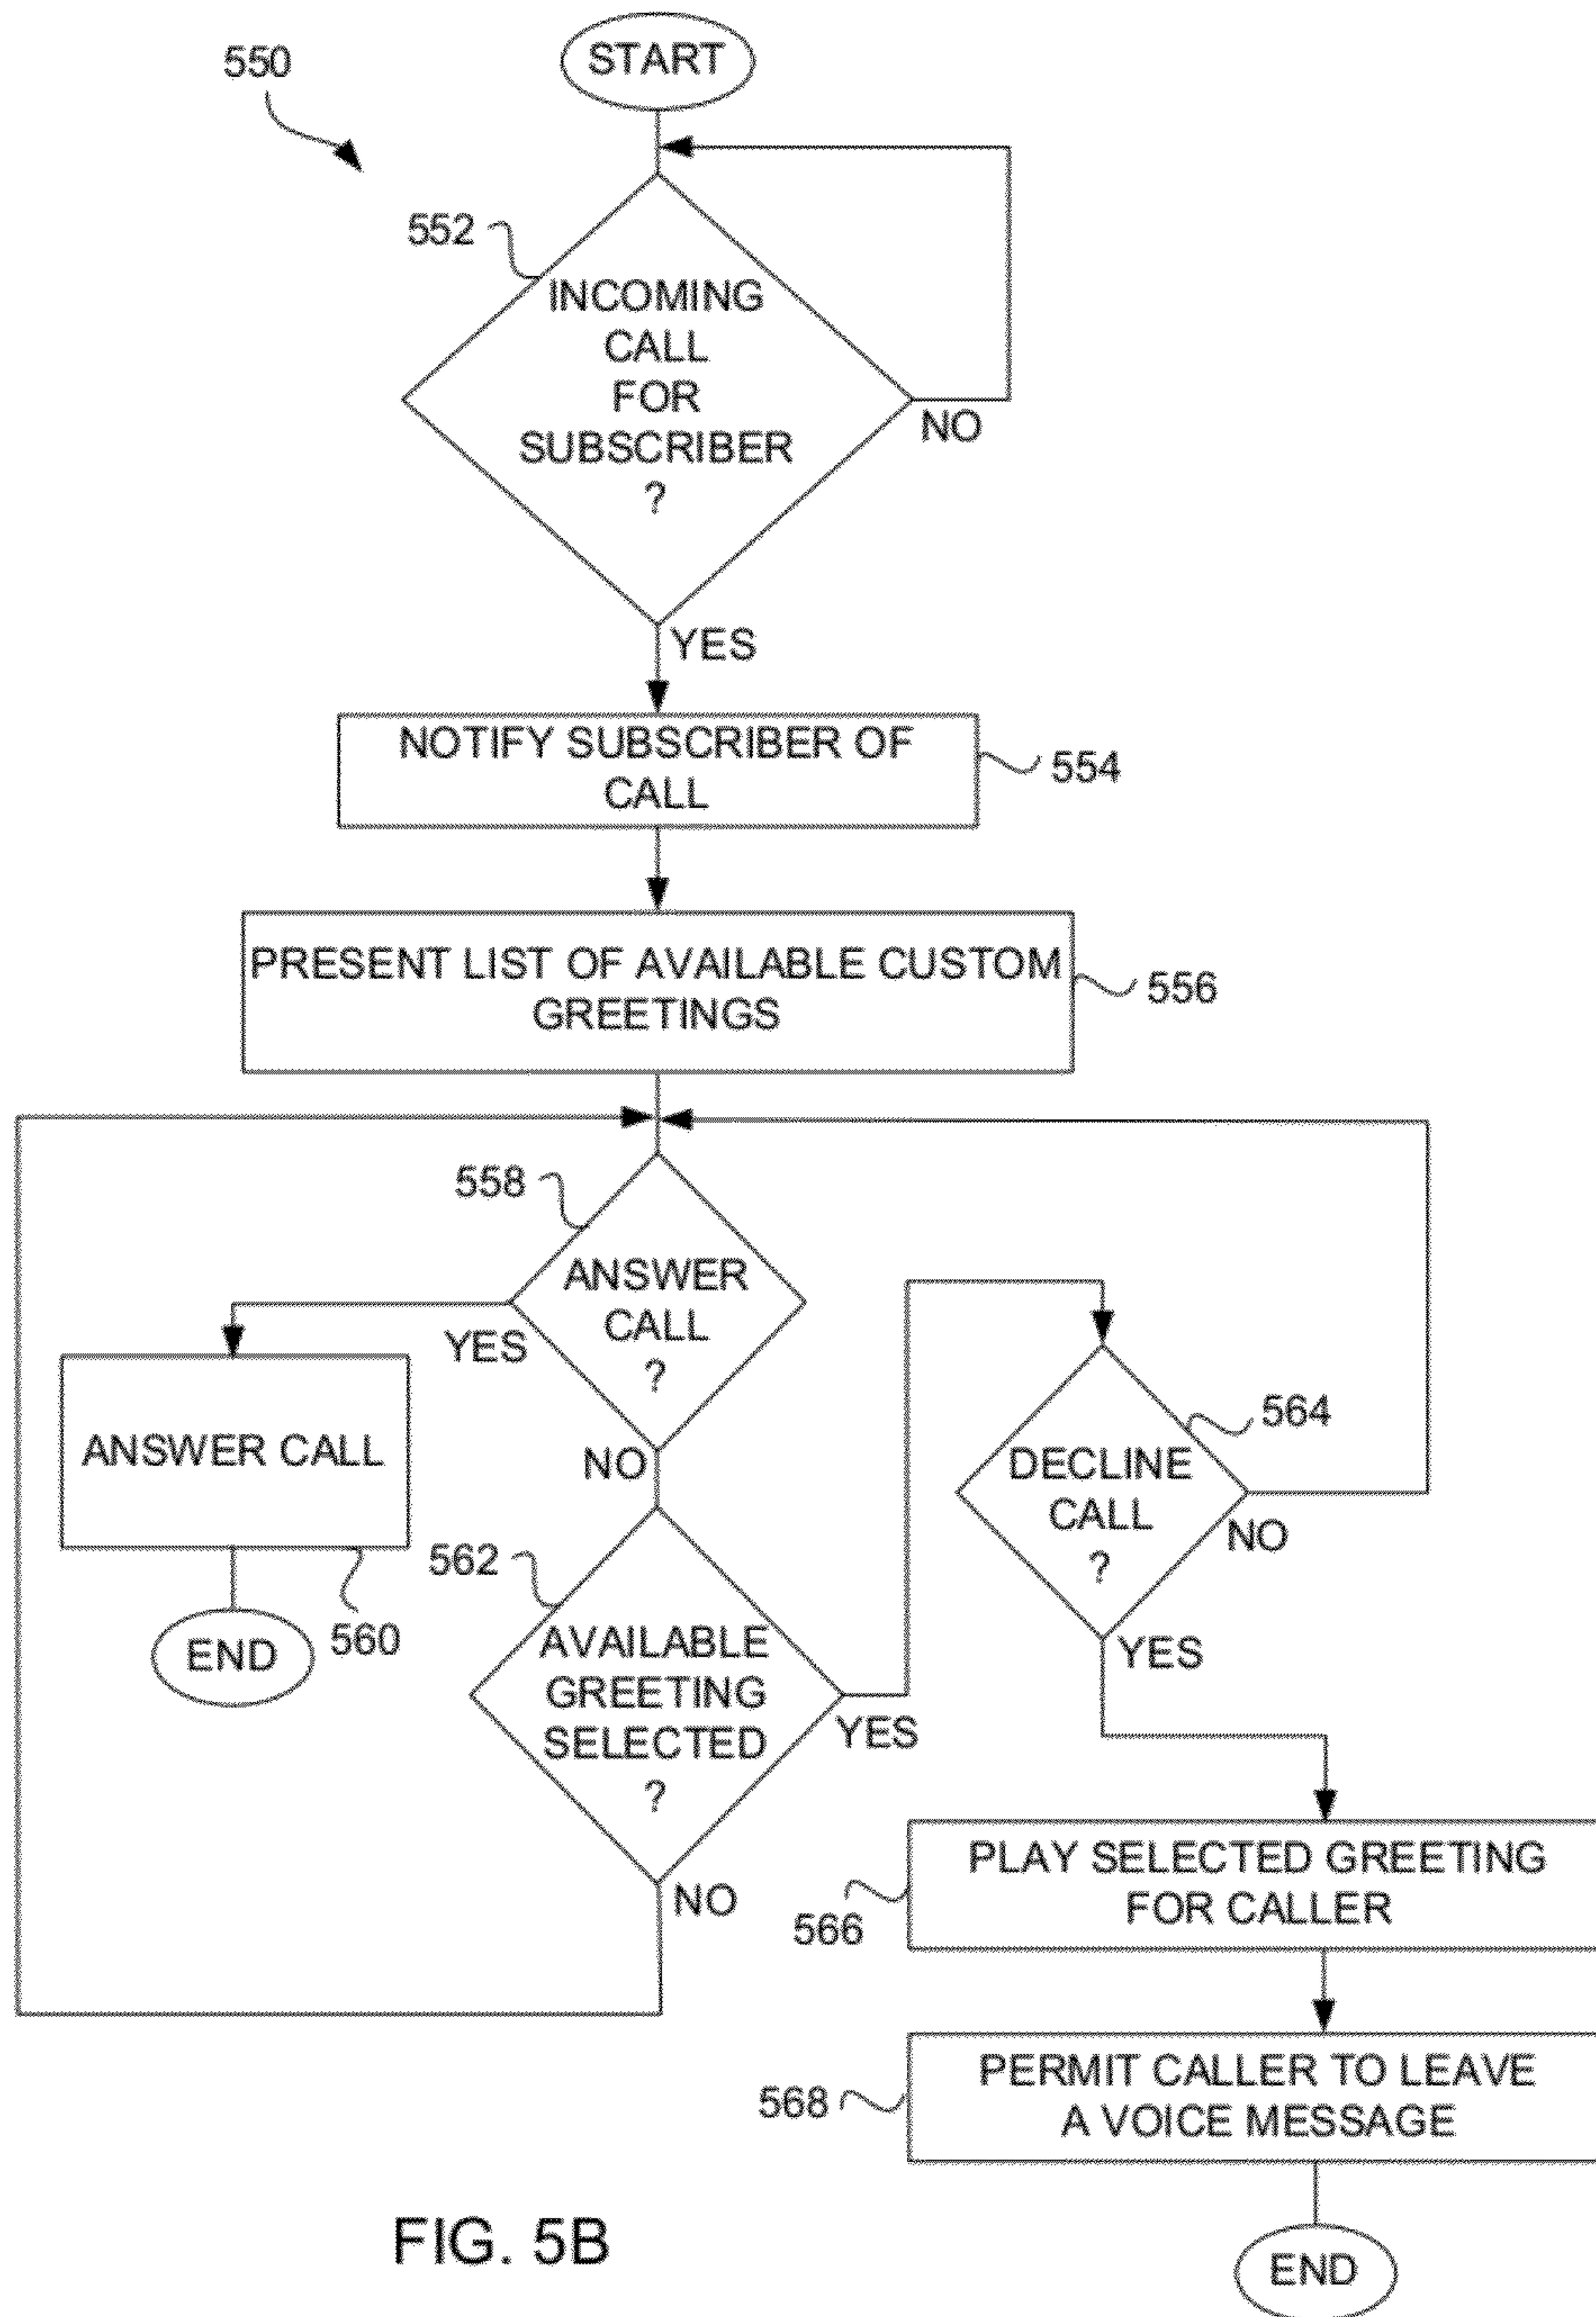 START
550
552
INCOMING
CALL
FOR
SUBSCRIBER
?
NO
YES
NOTIFY SUBSCRIBER OF
CALL
554
PRESENT LIST OF AVAILABLE CUSTOM
GREETINGS
556
558
ANSWER
CALL
?
YES
NO
ANSWER CALL
560
END
562
AVAILABLE
GREETING
SELECTED
?
YES
NO
564
DECLINE
CALL
?
NO
YES
PLAY SELECTED GREETING
FOR CALLER
566
PERMIT CALLER TO LEAVE
A VOICE MESSAGE
568
END
FIG. 5B